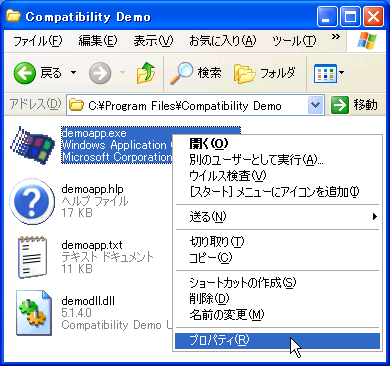 Compatibility Demo
ファイル(F) 編集(E) 表示(V) お気に入り(A) ツール(T) »
戻る 検索 フォルダ
アドレス(D) C:¥Program Files¥Compatibility Demo 移動
demoapp.exe
Windows Application
Microsoft Corporation
demoapp.hlp
ヘルプ ファイル
17 KB
demoapp.txt
テキスト ドキュメント
11 KB
demodll.dll
5.1.4.0
Compatibility Demo
開く(O)
別のユーザーとして実行(A)...
ウイルス検査(V)
[スタート] メニューにアイコンを追加(I)
送る(N)
切り取り(T)
コピー(C)
ショートカットの作成(S)
削除(D)
名前の変更(M)
プロパティ(R)